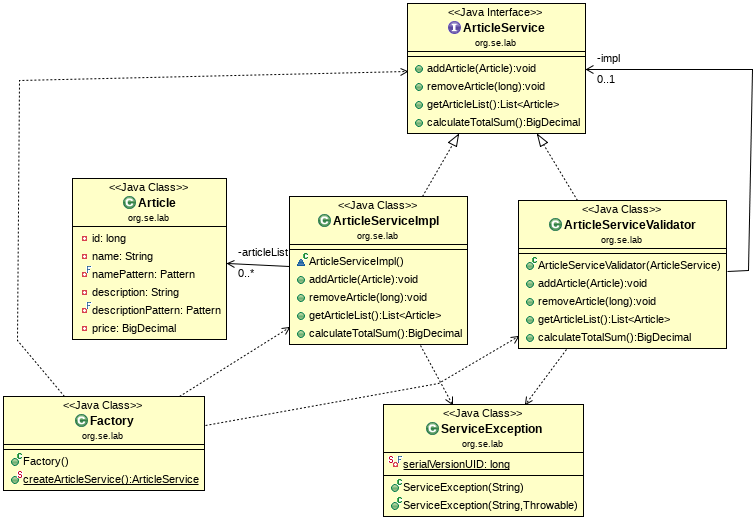 <<Java Interface>>
I ArticleService
org.se.lab
addArticle(Article):void
removeArticle(long):void
getArticleList():List<Article>
calculateTotalSum():BigDecimal
-impl
0..1
<<Java Class>>
C Article
org.se.lab
id: long
name: String
F namePattern: Pattern
description: String
F descriptionPattern: Pattern
price: BigDecimal
-articleList
0..*
<<Java Class>>
C ArticleServiceImpl
org.se.lab
C ArticleServiceImpl()
addArticle(Article):void
removeArticle(long):void
getArticleList():List<Article>
calculateTotalSum():BigDecimal
<<Java Class>>
C ArticleServiceValidator
org.se.lab
C ArticleServiceValidator(ArticleService)
addArticle(Article):void
removeArticle(long):void
getArticleList():List<Article>
calculateTotalSum():BigDecimal
<<Java Class>>
C Factory
org.se.lab
C Factory()
S createArticleService():ArticleService
<<Java Class>>
C ServiceException
org.se.lab
S F serialVersionUID: long
C ServiceException(String)
C ServiceException(String,Throwable)